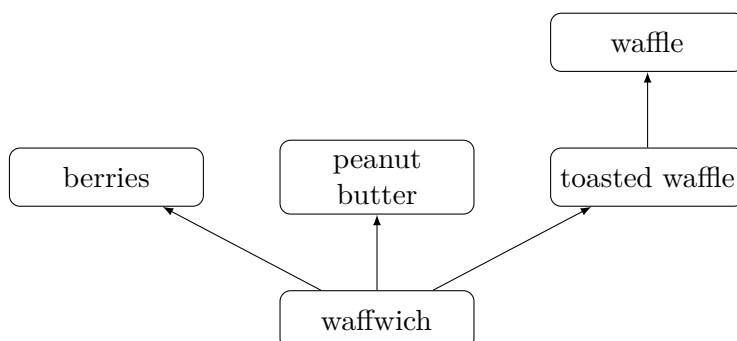 waffle
berries
peanut
butter
toasted waffle
waffwich